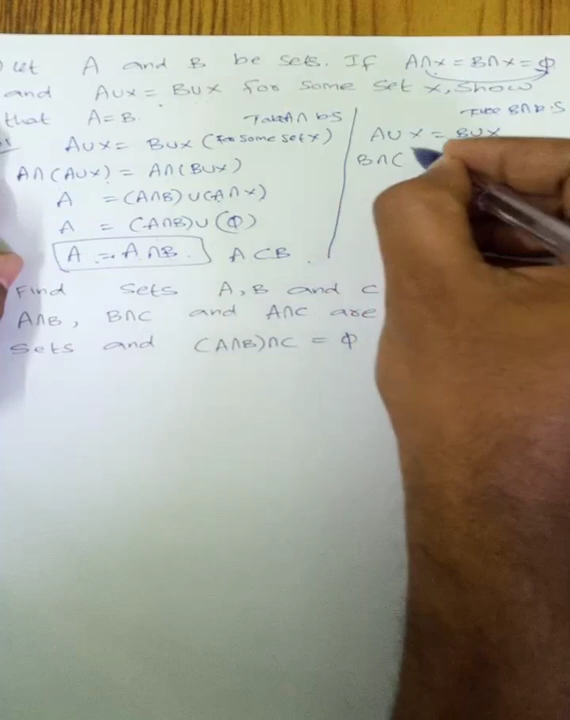 Let A and B be sets. If A∩X = B∩X = φ
and A∪X = B∪X for some set X, Show
that A=B.
Take A∩ b.S
A∪X = B∪X (for some set X)
A∩(A∪X) = A∩(B∪X)
A = (A∩B)∪(A∩X)
A = (A∩B)∪(φ)
A = A∩B. A⊂B.
Take B∩ b.S
A∪X = B∪X
B∩(
Find sets A, B and C
A∩B, B∩C and A∩C are
sets and (A∩B)∩C = φ